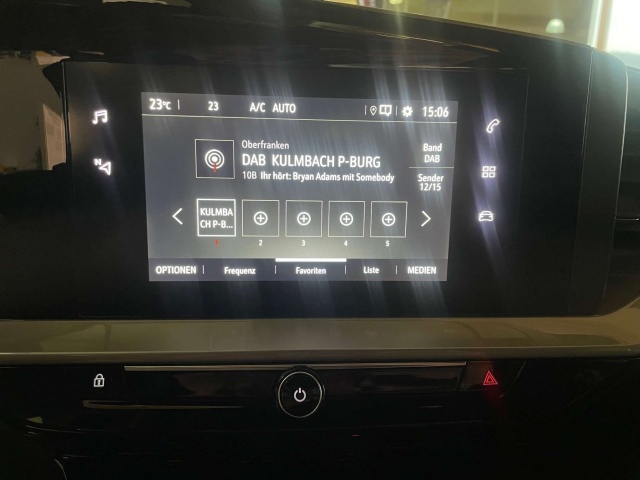 23°C 23 A/C AUTO 15:06
N
Oberfranken
DAB KULMBACH P-BURG
10B Ihr hört: Bryan Adams mit Somebody
Band
DAB
Sender
12/15
KULMBA
CH P-B...
1 2 3 4 5
OPTIONEN Frequenz Favoriten Liste MEDIEN